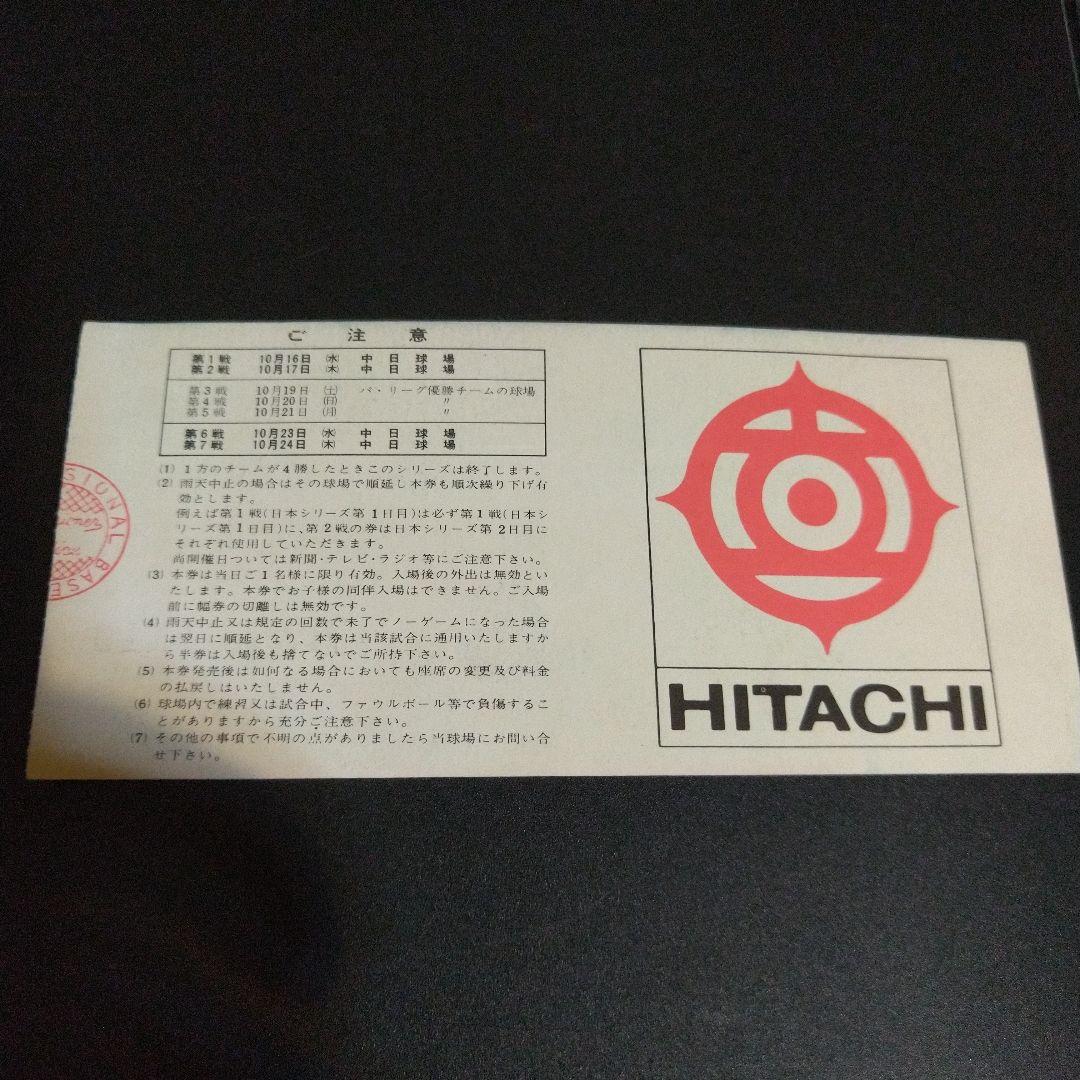 ご 注 意
第1戦 10月16日 ㈬ 中 日 球 場
第2戦 10月17日 ㈭ 中 日 球 場
第3戦 10月19日 ㈯ パ・リーグ優勝チームの球場
第4戦 10月20日 ㈰ 〃
第5戦 10月21日 ㈪ 〃
第6戦 10月23日 ㈬ 中 日 球 場
第7戦 10月24日 ㈭ 中 日 球 場
(1) 1方のチームが4勝したときこのシリーズは終了します。
(2) 雨天中止の場合はその球場で順延し本券も順次繰り下げ有
効とします。
例えば第1戦(日本シリーズ第1日目)は必ず第1戦(日本シ
リーズ第1日目)に、第2戦の券は日本シリーズ第2日目に
それぞれ使用していただきます。
尚開催日ついては新聞・テレビ・ラジオ等にご注意下さい。
(3) 本券は当日ご1名様に限り有効。入場後の外出は無効とい
たします。本券でお子様の同伴入場はできません。ご入場
前に幅券の切離しは無効です。
(4) 雨天中止又は規定の回数で未了でノーゲームになった場合
は翌日に順延となり、本券は当該試合に通用いたしますか
ら半券は入場後も捨てないでご所持下さい。
(5) 本券発売後は如何なる場合においても座席の変更及び料金
の払戻しはいたしません。
(6) 球場内で練習又は試合中、ファウルボール等で負傷するこ
とがありますから充分ご注意下さい。
(7) その他の事項で不明の点がありましたら当球場にお問い合
せ下さい。
SSIONAL BASE
HITACHI